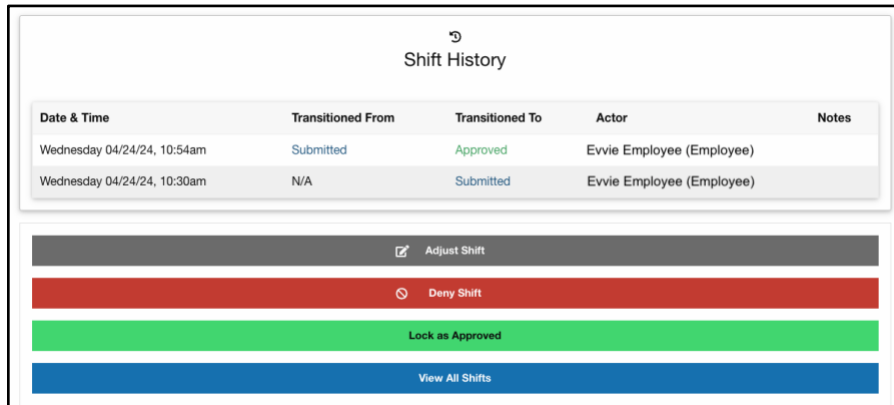 Shift History
Date & Time Transitioned From Transitioned To Actor Notes
Wednesday 04/24/24, 10:54am Submitted Approved Evvie Employee (Employee)
Wednesday 04/24/24, 10:30am N/A Submitted Evvie Employee (Employee)
Adjust Shift
Deny Shift
Lock as Approved
View All Shifts